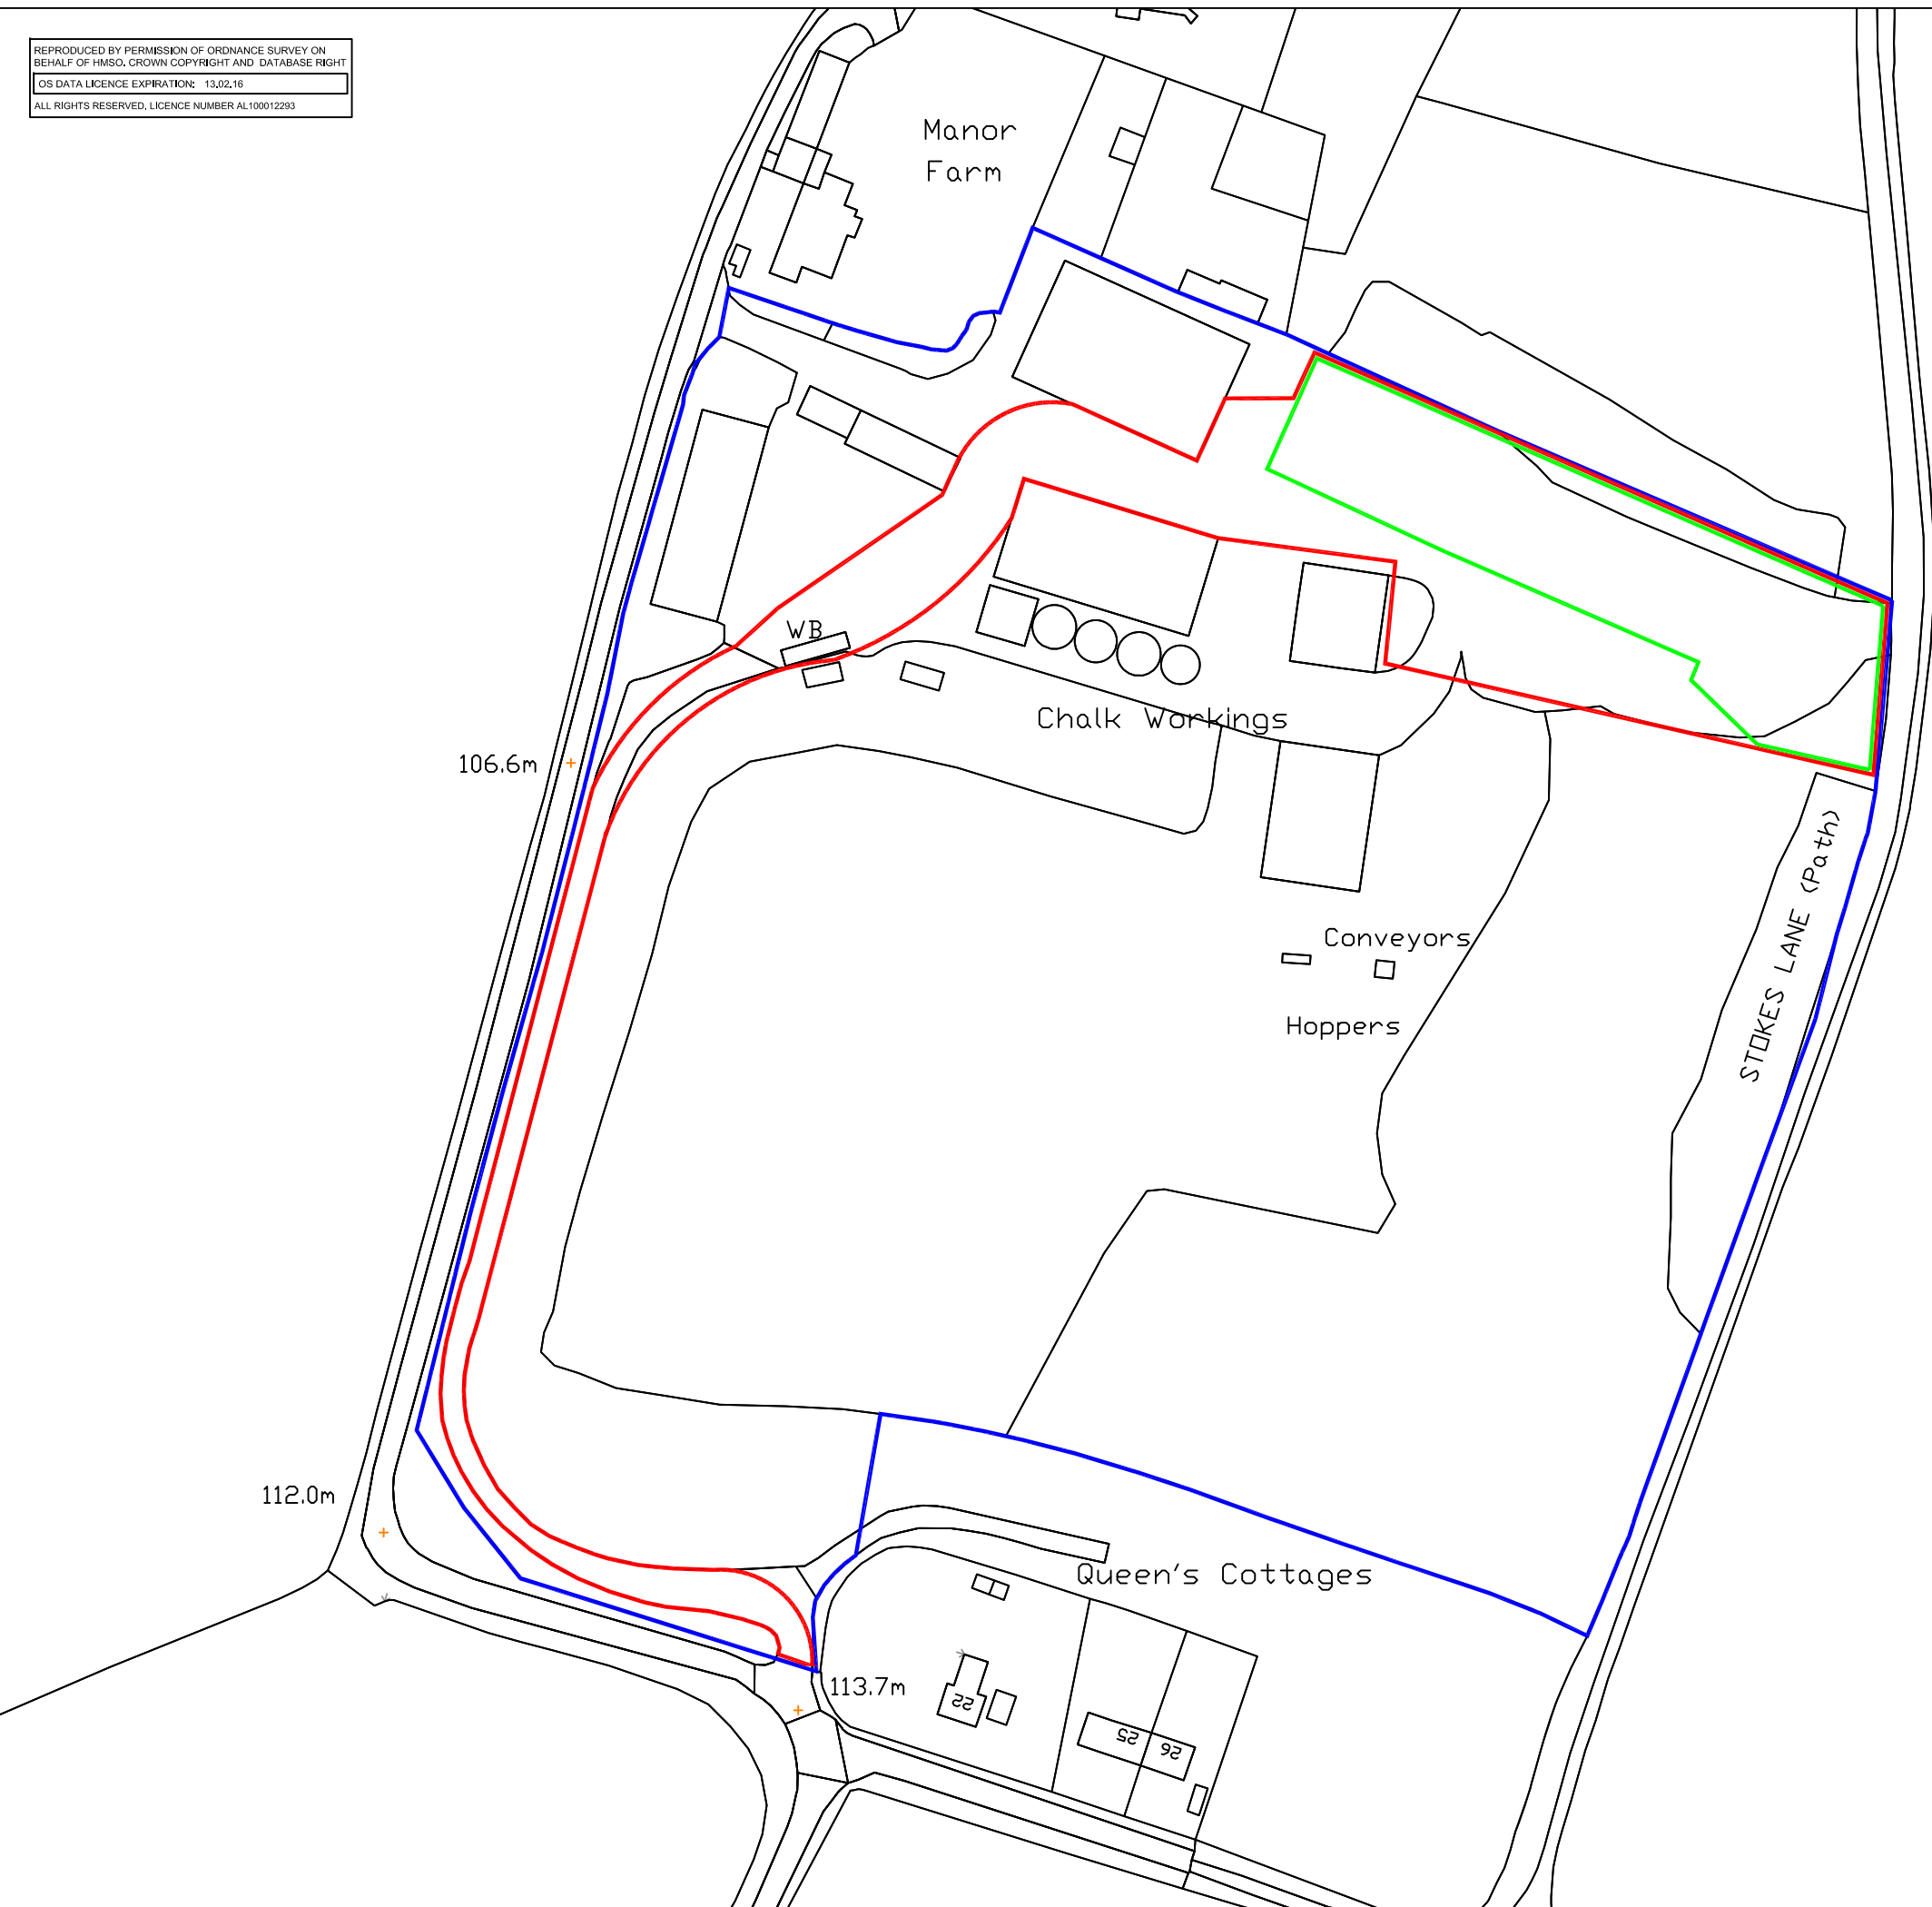 REPRODUCED BY PERMISSION OF ORDNANCE SURVEY ON
BEHALF OF HMSO. CROWN COPYRIGHT AND DATABASE RIGHT
OS DATA LICENCE EXPIRATION: 13.02.16
ALL RIGHTS RESERVED, LICENCE NUMBER AL100012293
Manor
Farm
WB
Chalk Workings
106.6m
STOKES LANE (Path)
Conveyors
Hoppers
112.0m
Queen's Cottages
113.7m
22
25
26